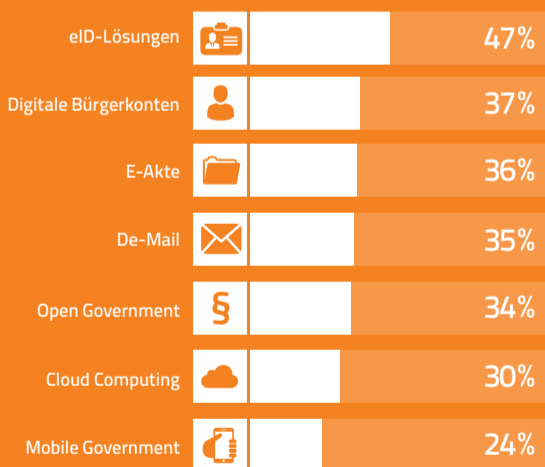 eID-Lösungen 47%
Digitale Bürgerkonten 37%
E-Akte 36%
De-Mail 35%
Open Government § 34%
Cloud Computing 30%
Mobile Government 24%